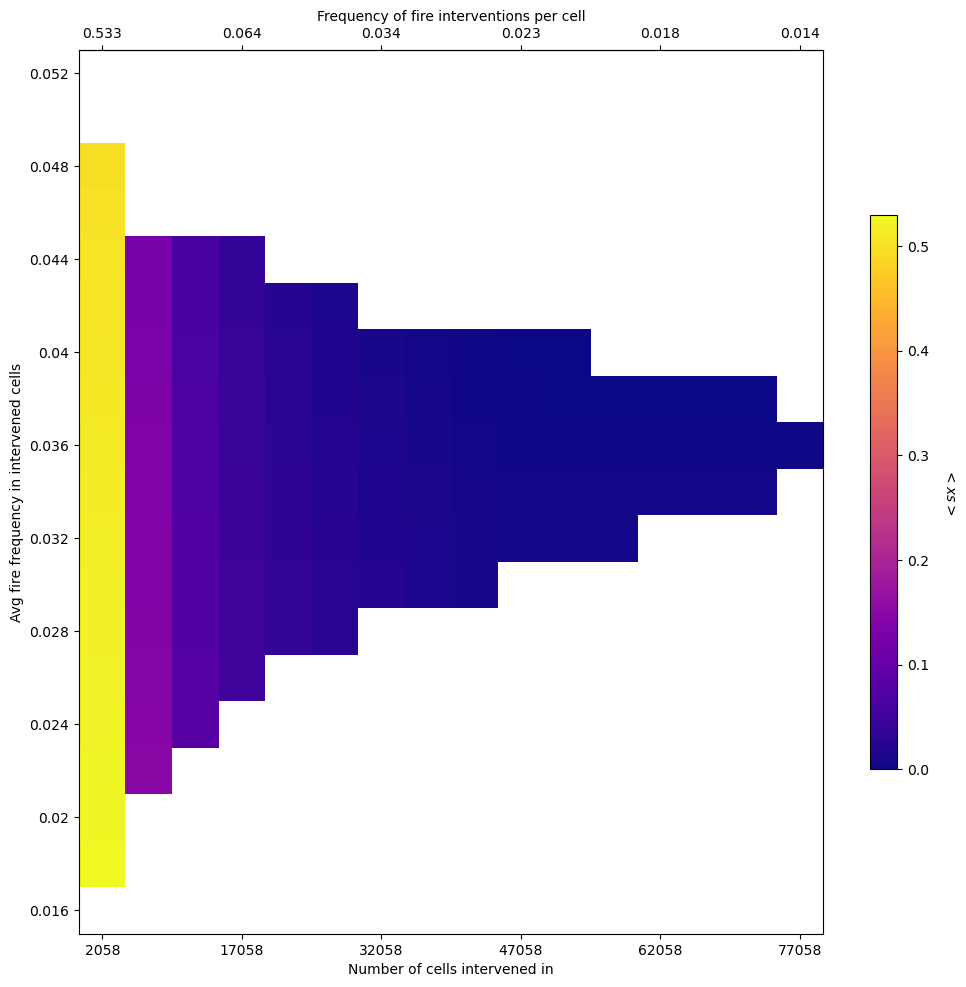 Frequency of fire interventions per cell
0.533 0.064 0.034 0.023 0.018 0.014
0.052
0.048
0.044
0.04
0.036
0.032
0.028
0.024
0.02
0.016
Avg fire frequency in intervened cells
2058 17058 32058 47058 62058 77058
Number of cells intervened in
0.5
0.4
0.3
0.2
0.1
0.0
< sx >